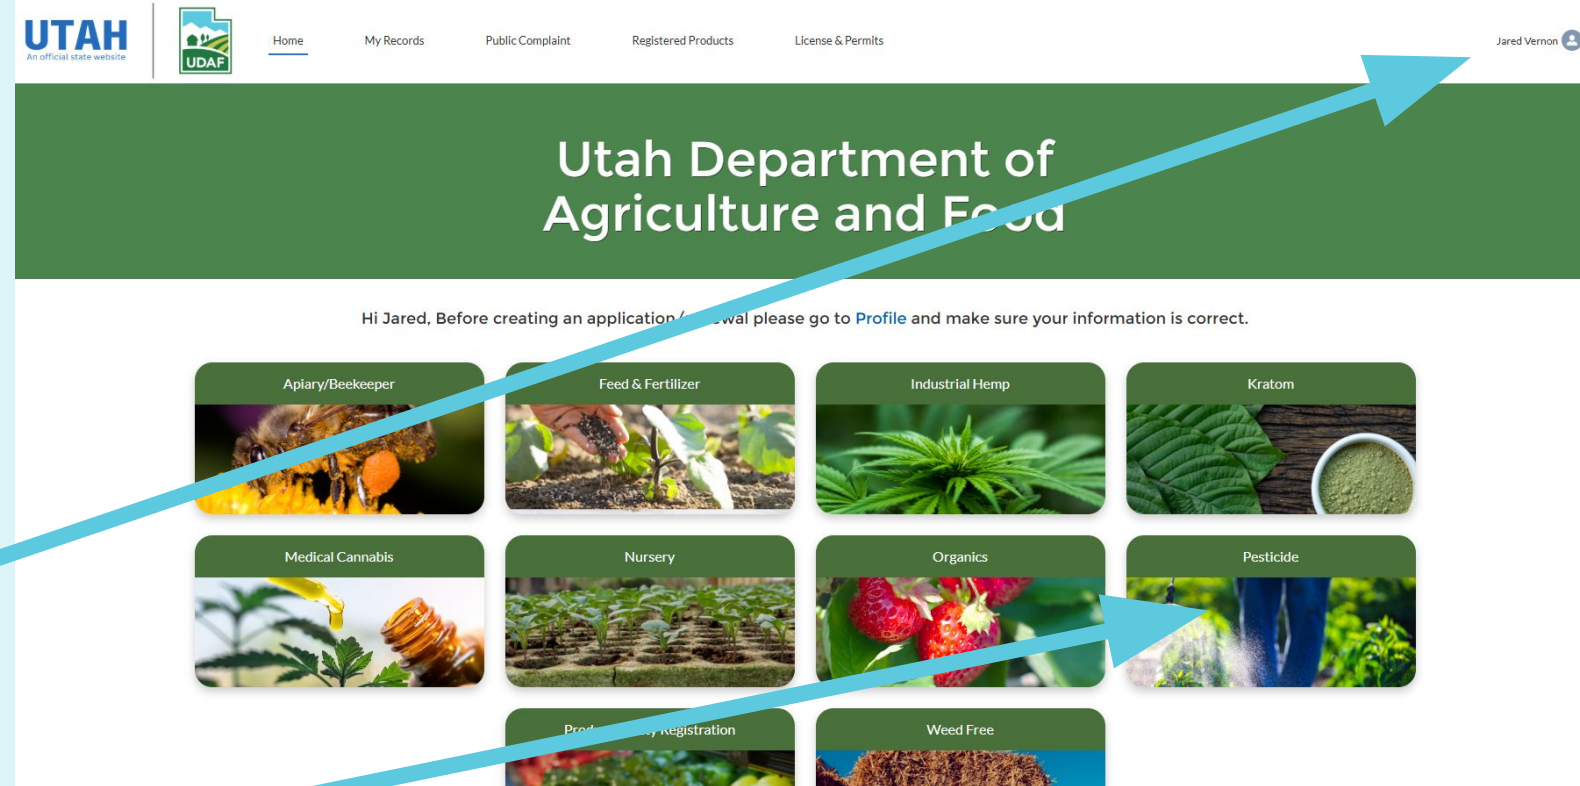 UTAH
An official state website
UDAF
Home
My Records
Public Complaint
Registered Products
License & Permits
Jared Vernon
Utah Department of
Agriculture and Food
Hi Jared, Before creating an application/ please go to Profile and make sure your information is correct.
Apiary/Beekeeper
Feed & Fertilizer
Industrial Hemp
Kratom
Medical Cannabis
Nursery
Organics
Pesticide
Registration
Weed Free